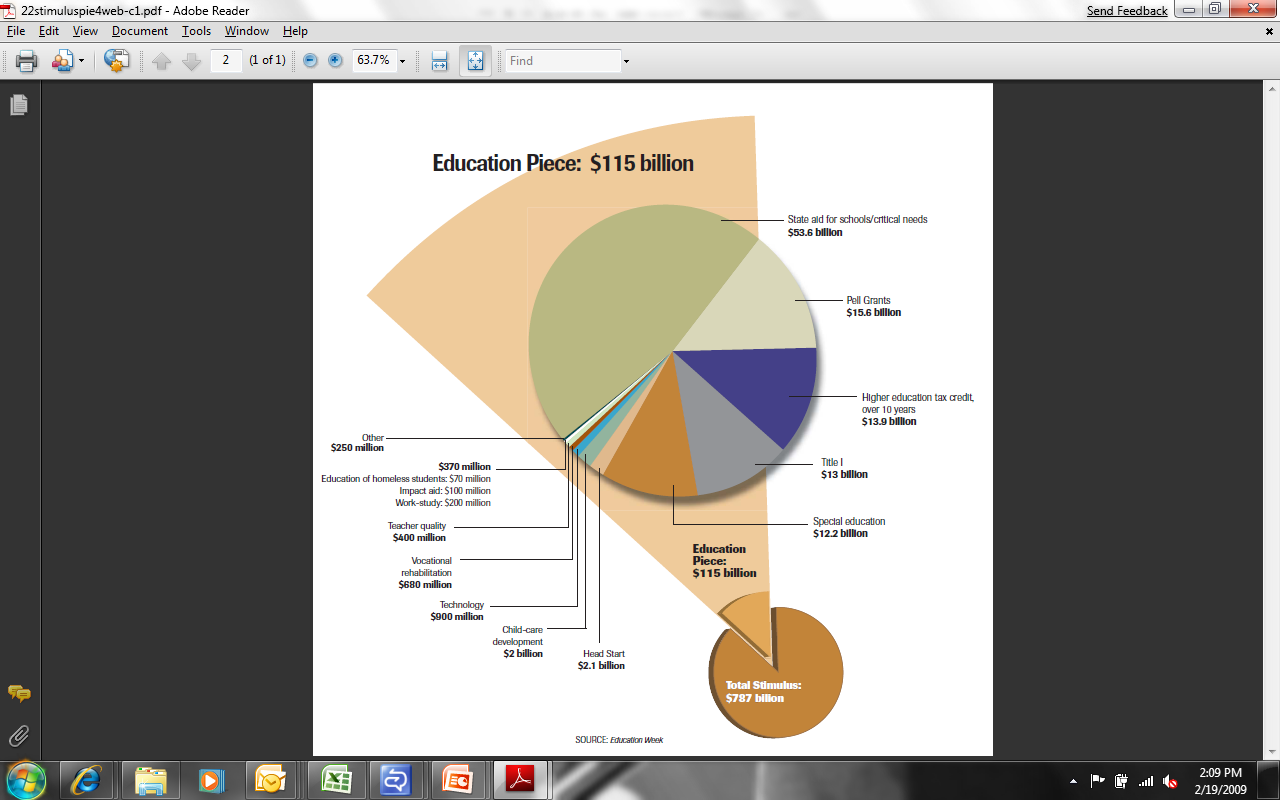 22stimuluspie4web-c1.pdf - Adobe Reader
Send Feedback
File Edit View Document Tools Window Help
2 (1 of 1) 63.7% Find
Education Piece: $115 billion
State aid for schools/critical needs
$53.6 billion
Pell Grants
$15.6 billion
Higher education tax credit,
over 10 years
$13.9 billion
Title I
$13 billion
Special education
$12.2 billion
Other
$250 million
$370 million
Education of homeless students: $70 million
Impact aid: $100 million
Work-study: $200 million
Teacher quality
$400 million
Vocational
rehabilitation
$680 million
Technology
$900 million
Child-care
development
$2 billion
Head Start
$2.1 billion
Education
Piece:
$115 billion
Total Stimulus:
$787 billion
SOURCE: Education Week
2:09 PM
2/19/2009